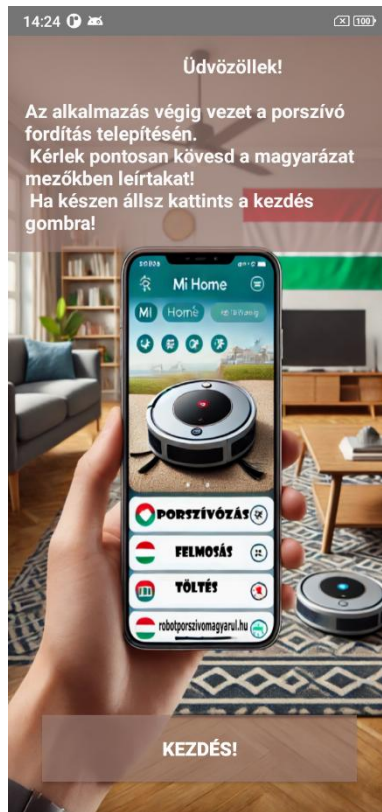 14:24
100
Üdvözöllek!
Az alkalmazás végig vezet a porszívó
fordítás telepítésén.
Kérlek pontosan kövesd a magyarázat
mezőkben leírtakat!
Ha készen állsz kattints a kezdés
gombra!
Mi Home
Mi Home
PORSZÍVÓZÁS
FELMOSÁS
TÖLTÉS
robotporszivomagyarul.hu
KEZDÉS!